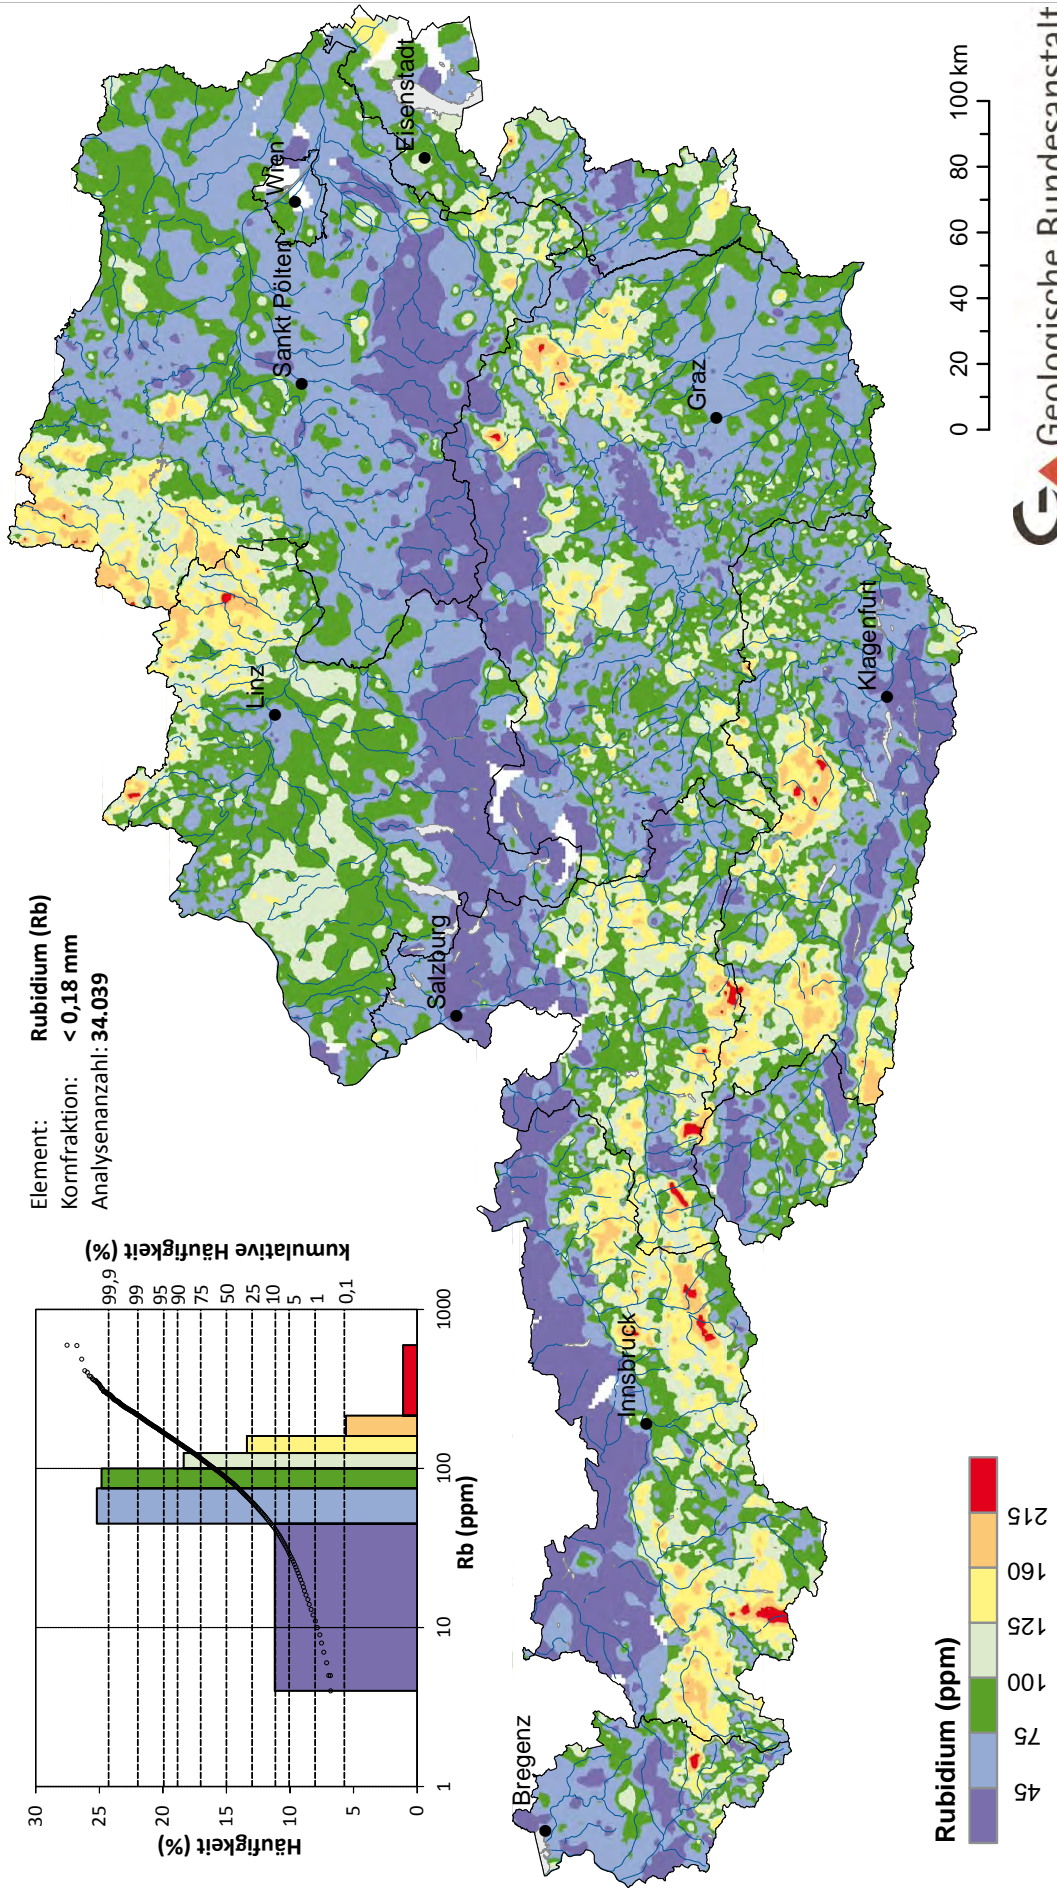 Element: Rubidium (Rb)
Kornfraktion: < 0,18 mm
Analysenanzahl: 34.039
Häufigkeit (%)
30
25
20
15
10
5
0
kumulative Häufigkeit (%)
99,9
99
95
90
75
50
25
10
5
1
0,1
1
10
100
1000
Rb (ppm)
Bregenz
Innsbruck
Salzburg
Linz
Sankt Pölten
Wien
Eisenstadt
Graz
Klagenfurt
Rubidium (ppm)
45
75
100
125
160
215
0 20 40 60 80 100 km
Geologische Bundesanstalt